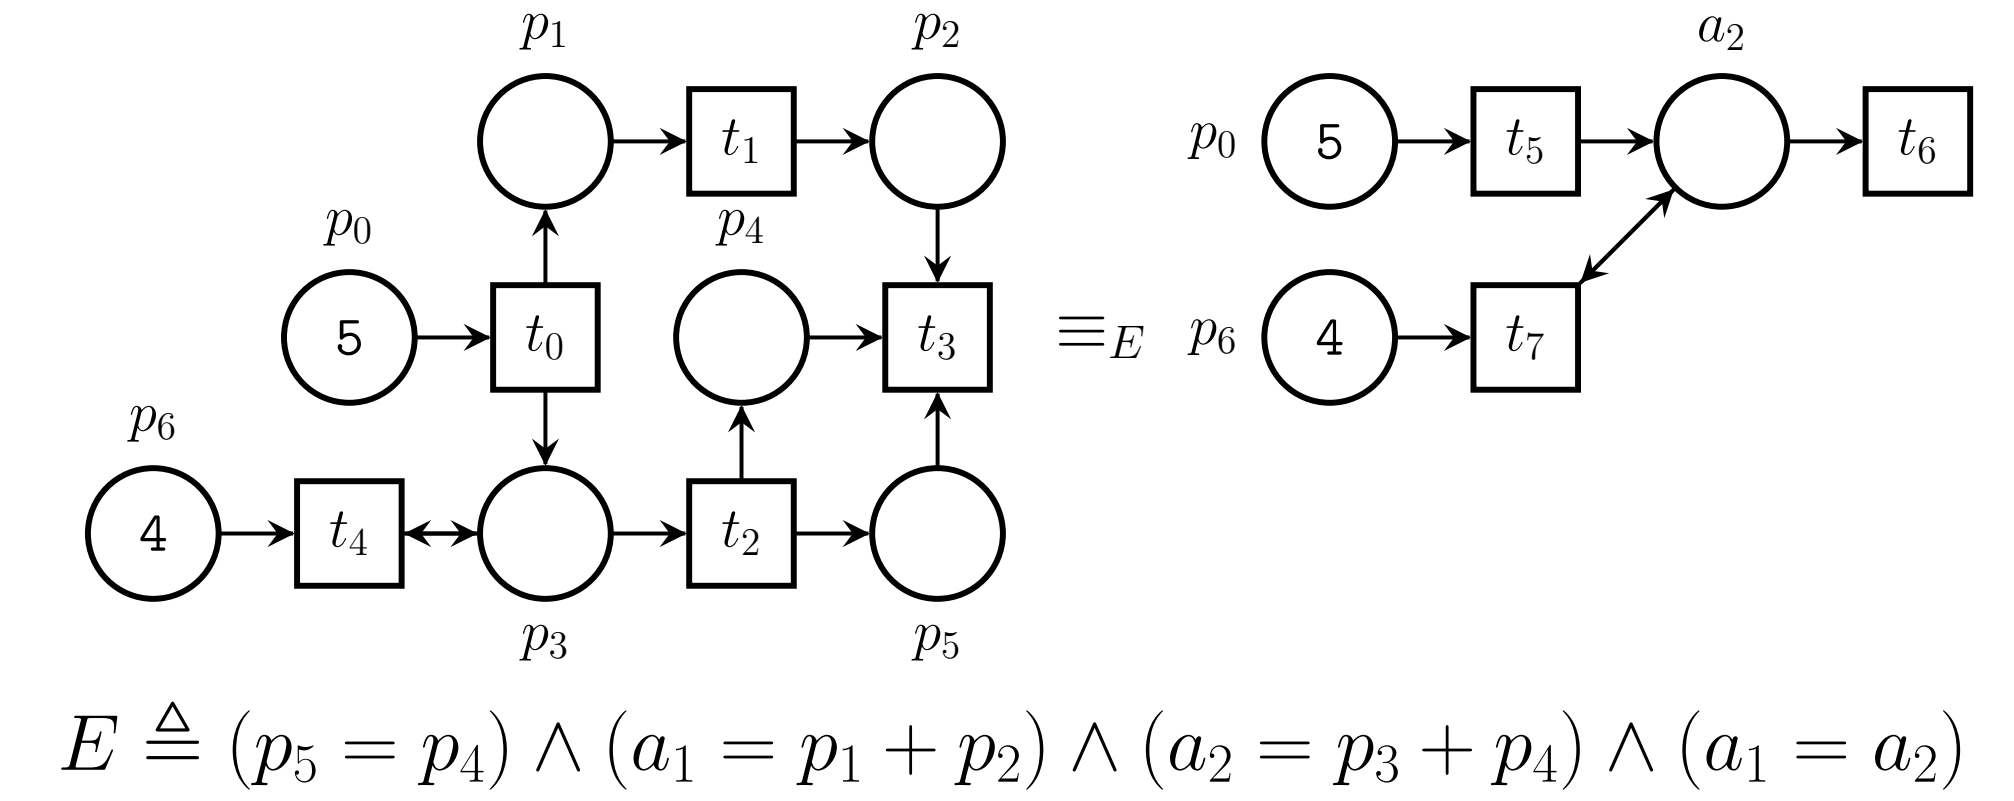 p₁ p₂ a₂
t₁ p₀ 5 t₅ t₆
p₀ p₄
5 t₀ t₃ ≡_E p₆ 4 t₇
p₆
4 t₄ t₂
p₃ p₅
E ≜ (p₅ = p₄) ∧ (a₁ = p₁ + p₂) ∧ (a₂ = p₃ + p₄) ∧ (a₁ = a₂)